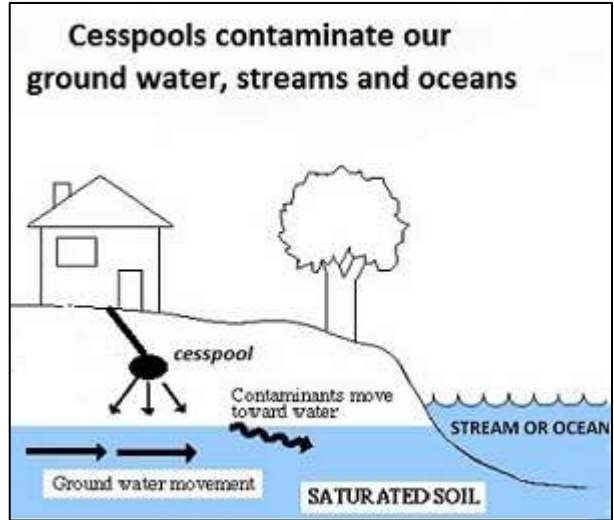 Cesspools contaminate our
ground water, streams and oceans
cesspool
Contaminants move
toward water
STREAM OR OCEAN
Ground water movement
SATURATED SOIL